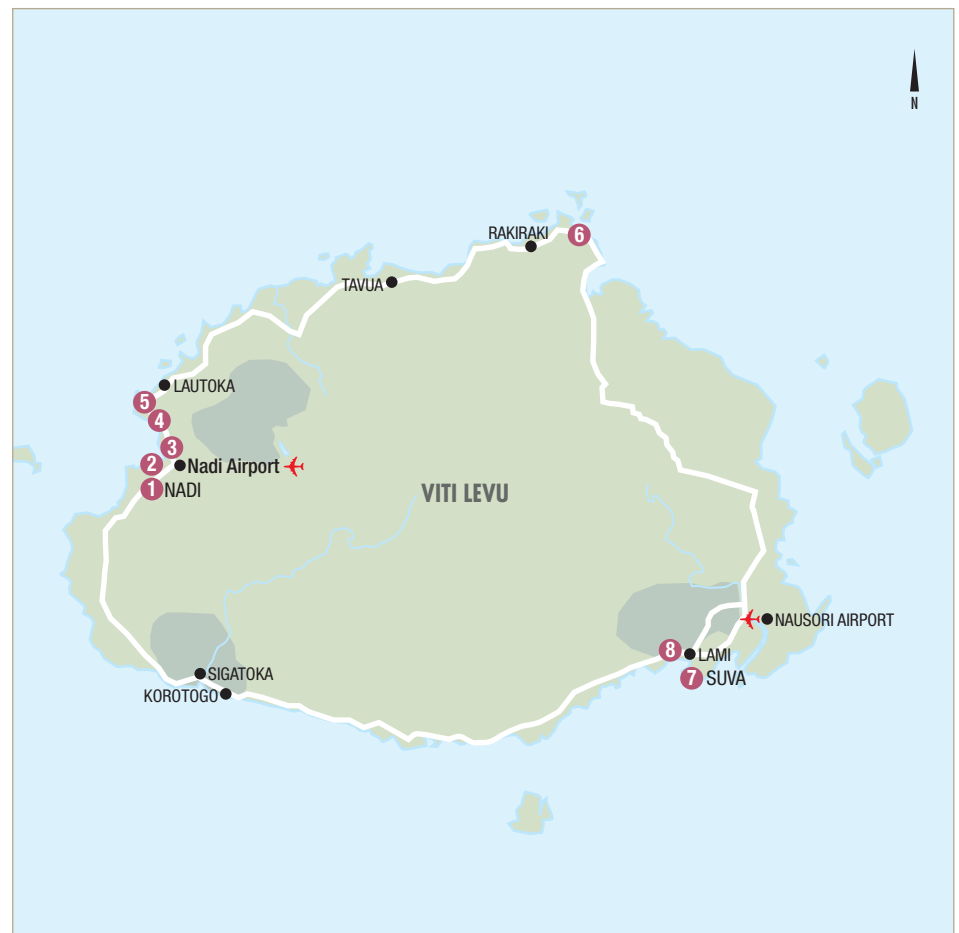 N
RAKIRAKI
6
TAVUA
LAUTOKA
5
4
3
2
Nadi Airport
1 NADI
VITI LEVU
NAUSORI AIRPORT
8
LAMI
7 SUVA
SIGATOKA
KOROTOGO